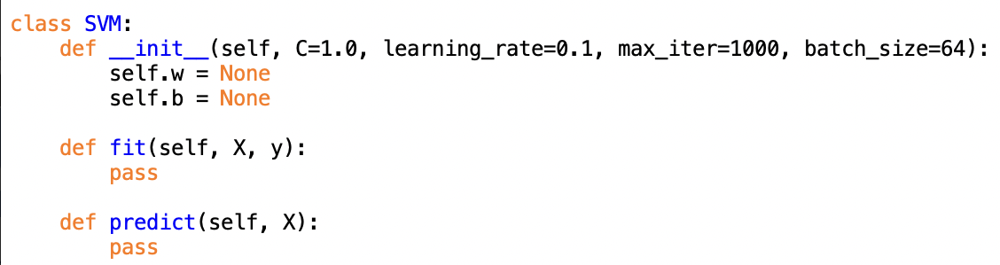 class SVM:
    def __init__(self, C=1.0, learning_rate=0.1, max_iter=1000, batch_size=64):
        self.w = None
        self.b = None
    def fit(self, X, y):
        pass
    def predict(self, X):
        pass